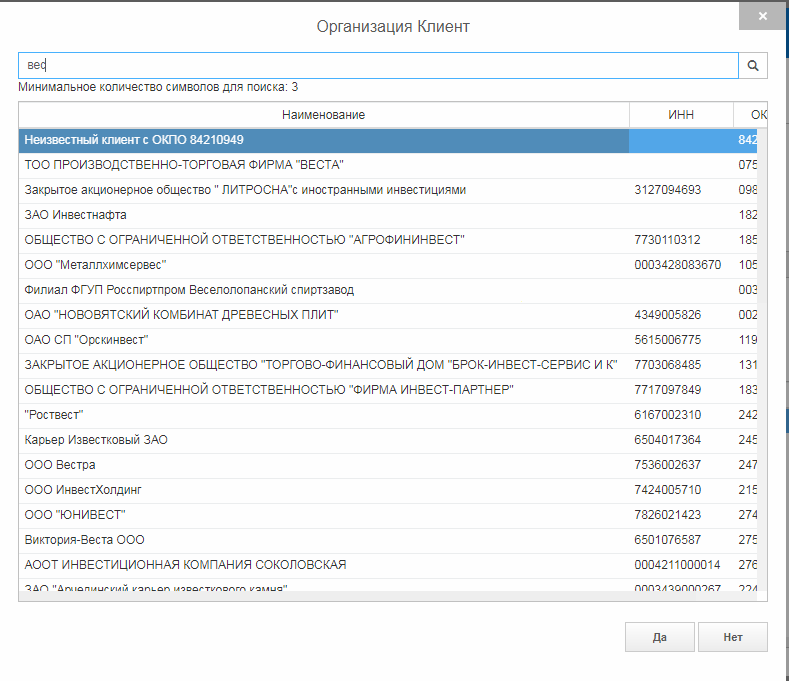 Организация Клиент
×
вес
Минимальное количество символов для поиска: 3
Наименование ИНН ОК
Неизвестный клиент с ОКПО 84210949 842
ТОО ПРОИЗВОДСТВЕННО-ТОРГОВАЯ ФИРМА "ВЕСТА" 075
Закрытое акционерное общество " ЛИТРОСНА"с иностранными инвестициями 3127094693 098
ЗАО Инвестнафта 182
ОБЩЕСТВО С ОГРАНИЧЕННОЙ ОТВЕТСТВЕННОСТЬЮ "АГРОФИНИНВЕСТ" 7730110312 185
ООО "Металлхимсервес" 0003428083670 105
Филиал ФГУП Росспиртпром Веселолопанский спиртзавод 003
ОАО "НОВОВЯТСКИЙ КОМБИНАТ ДРЕВЕСНЫХ ПЛИТ" 4349005826 002
ОАО СП "Орскинвест" 5615006775 119
ЗАКРЫТОЕ АКЦИОНЕРНОЕ ОБЩЕСТВО "ТОРГОВО-ФИНАНСОВЫЙ ДОМ "БРОК-ИНВЕСТ-СЕРВИС И К" 7703068485 131
ОБЩЕСТВО С ОГРАНИЧЕННОЙ ОТВЕТСТВЕННОСТЬЮ "ФИРМА ИНВЕСТ-ПАРТНЕР" 7717097849 183
"Роствест" 6167002310 242
Карьер Известковый ЗАО 6504017364 245
ООО Вестра 7536002637 247
ООО ИнвестХолдинг 7424005710 215
ООО "ЮНИВЕСТ" 7826021423 274
Виктория-Веста ООО 6501076587 275
АООТ ИНВЕСТИЦИОННАЯ КОМПАНИЯ СОКОЛОВСКАЯ 0004211000014 276
ЗАО "Арчединский карьер известкового камня" 0003439000267 224
Да Нет